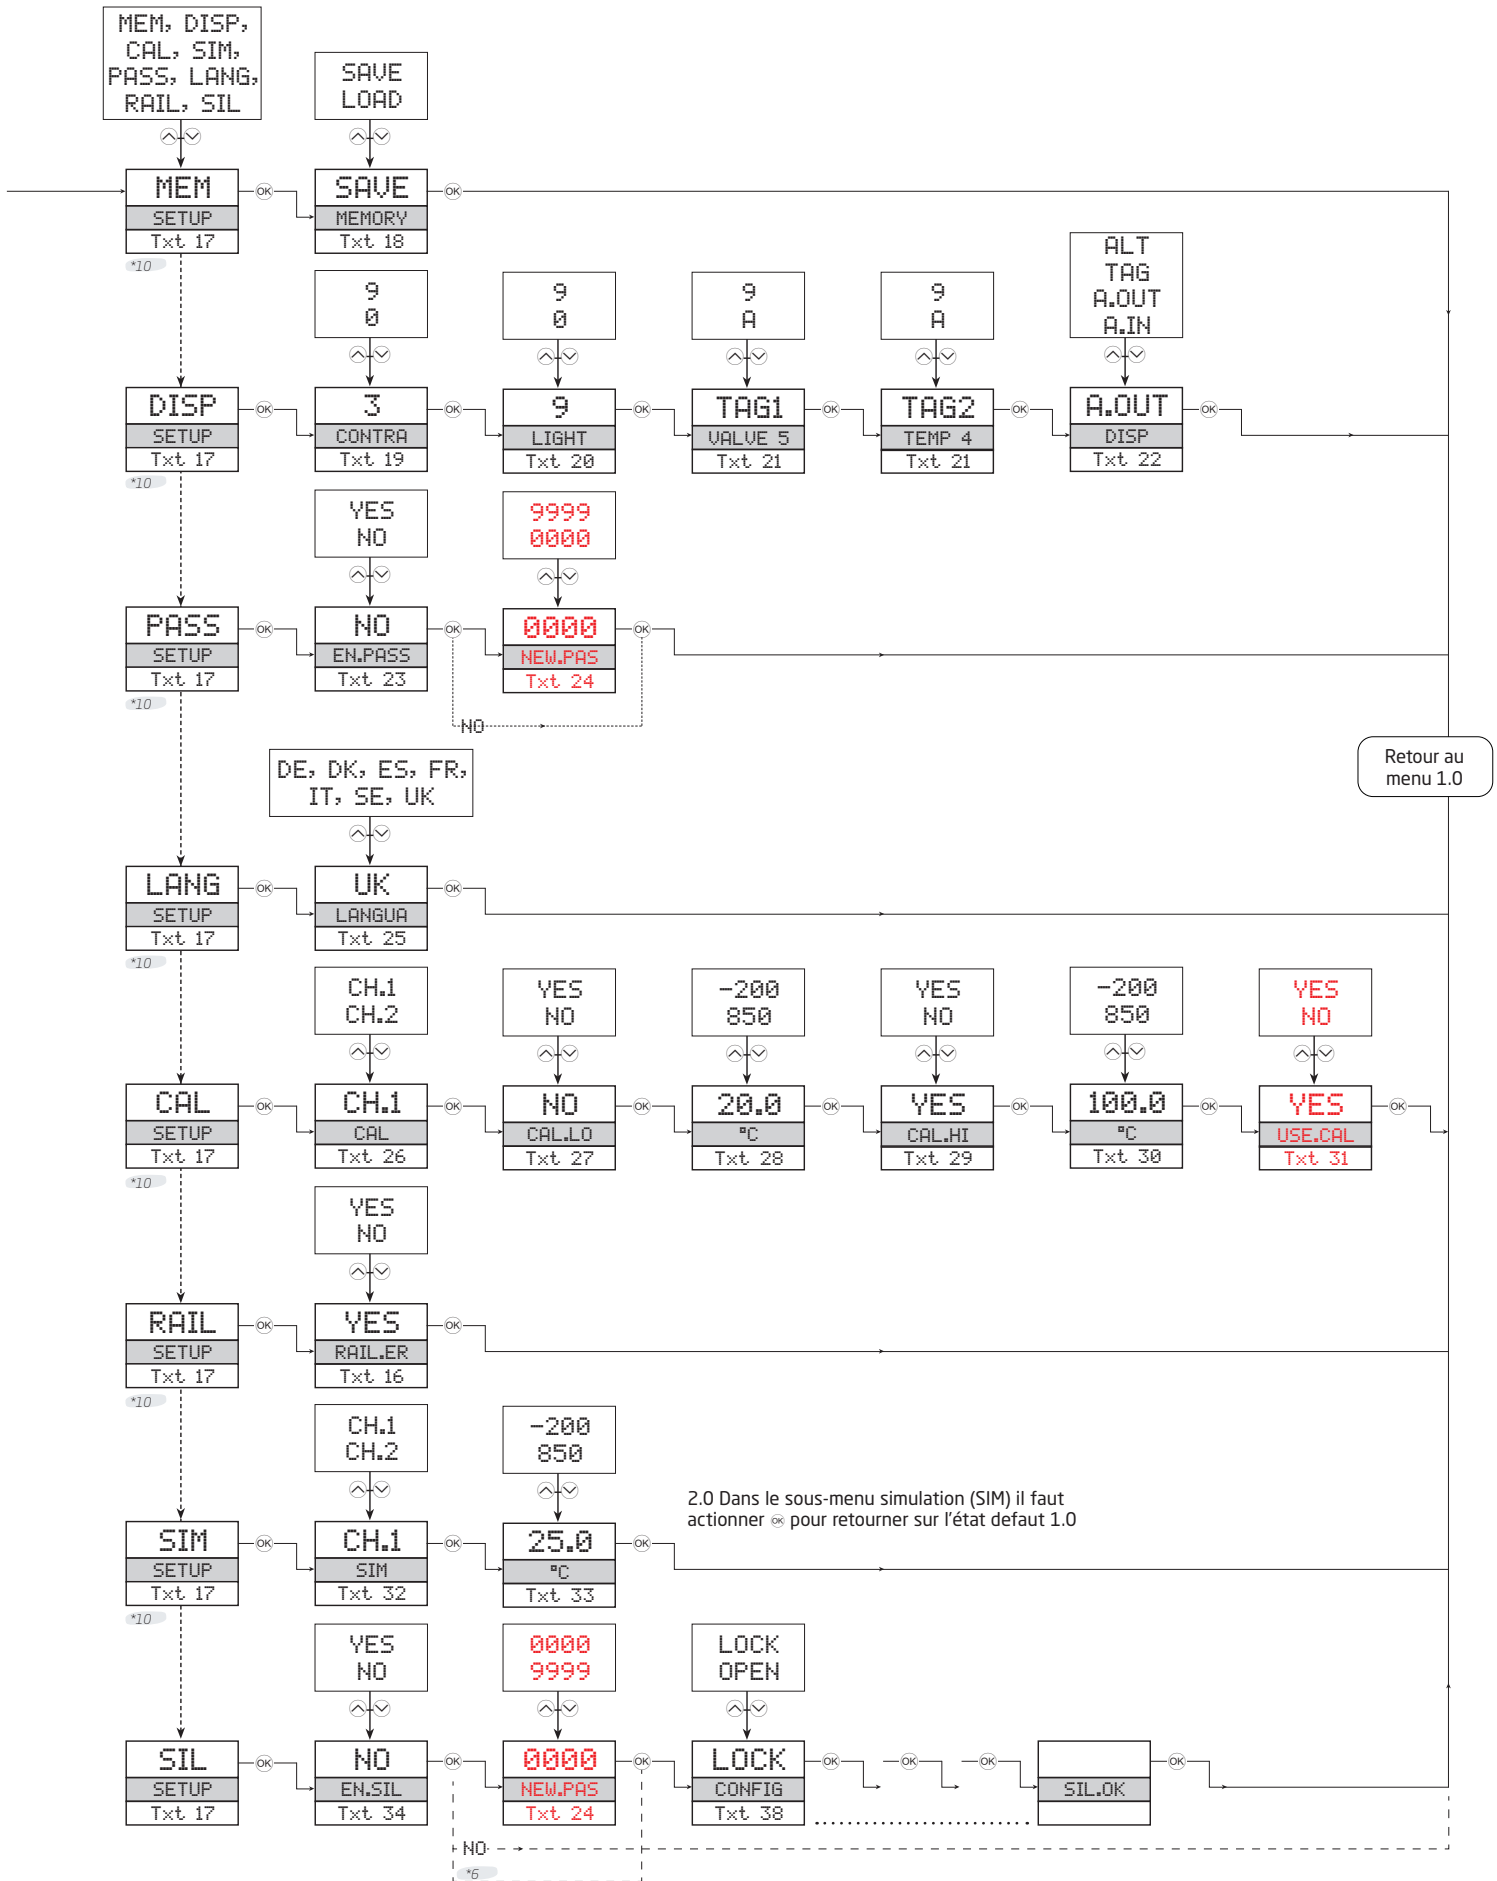 MEM, DISP,
CAL, SIM,
PASS, LANG,
RAIL, SIL
SAVE
LOAD
MEM
SETUP
Txt 17
*10
OK
SAVE
MEMORY
Txt 18
OK
9
0
9
0
9
A
9
A
ALT
TAG
A.OUT
A.IN
DISP
SETUP
Txt 17
*10
OK
3
CONTRA
Txt 19
OK
9
LIGHT
Txt 20
OK
TAG1
VALVE 5
Txt 21
OK
TAG2
TEMP 4
Txt 21
OK
A.OUT
DISP
Txt 22
OK
YES
NO
9999
0000
PASS
SETUP
Txt 17
*10
OK
NO
EN.PASS
Txt 23
OK
0000
NEW.PAS
Txt 24
OK
NO
Retour au
menu 1.0
DE, DK, ES, FR,
IT, SE, UK
LANG
SETUP
Txt 17
*10
OK
UK
LANGUA
Txt 25
OK
CH.1
CH.2
YES
NO
-200
850
YES
NO
-200
850
YES
NO
CAL
SETUP
Txt 17
*10
OK
CH.1
CAL
Txt 26
OK
NO
CAL.LO
Txt 27
OK
20.0
°C
Txt 28
OK
YES
CAL.HI
Txt 29
OK
100.0
°C
Txt 30
OK
YES
USE.CAL
Txt 31
OK
YES
NO
RAIL
SETUP
Txt 17
*10
OK
YES
RAIL.ER
Txt 16
OK
CH.1
CH.2
-200
850
2.0 Dans le sous-menu simulation (SIM) il faut
actionner OK pour retourner sur l'état defaut 1.0
SIM
SETUP
Txt 17
*10
OK
CH.1
SIM
Txt 32
OK
25.0
°C
Txt 33
OK
YES
NO
0000
9999
LOCK
OPEN
SIL
SETUP
Txt 17
OK
NO
EN.SIL
Txt 34
OK
0000
NEW.PAS
Txt 24
OK
LOCK
CONFIG
Txt 38
OK
OK
OK
SIL.OK
OK
NO
*6